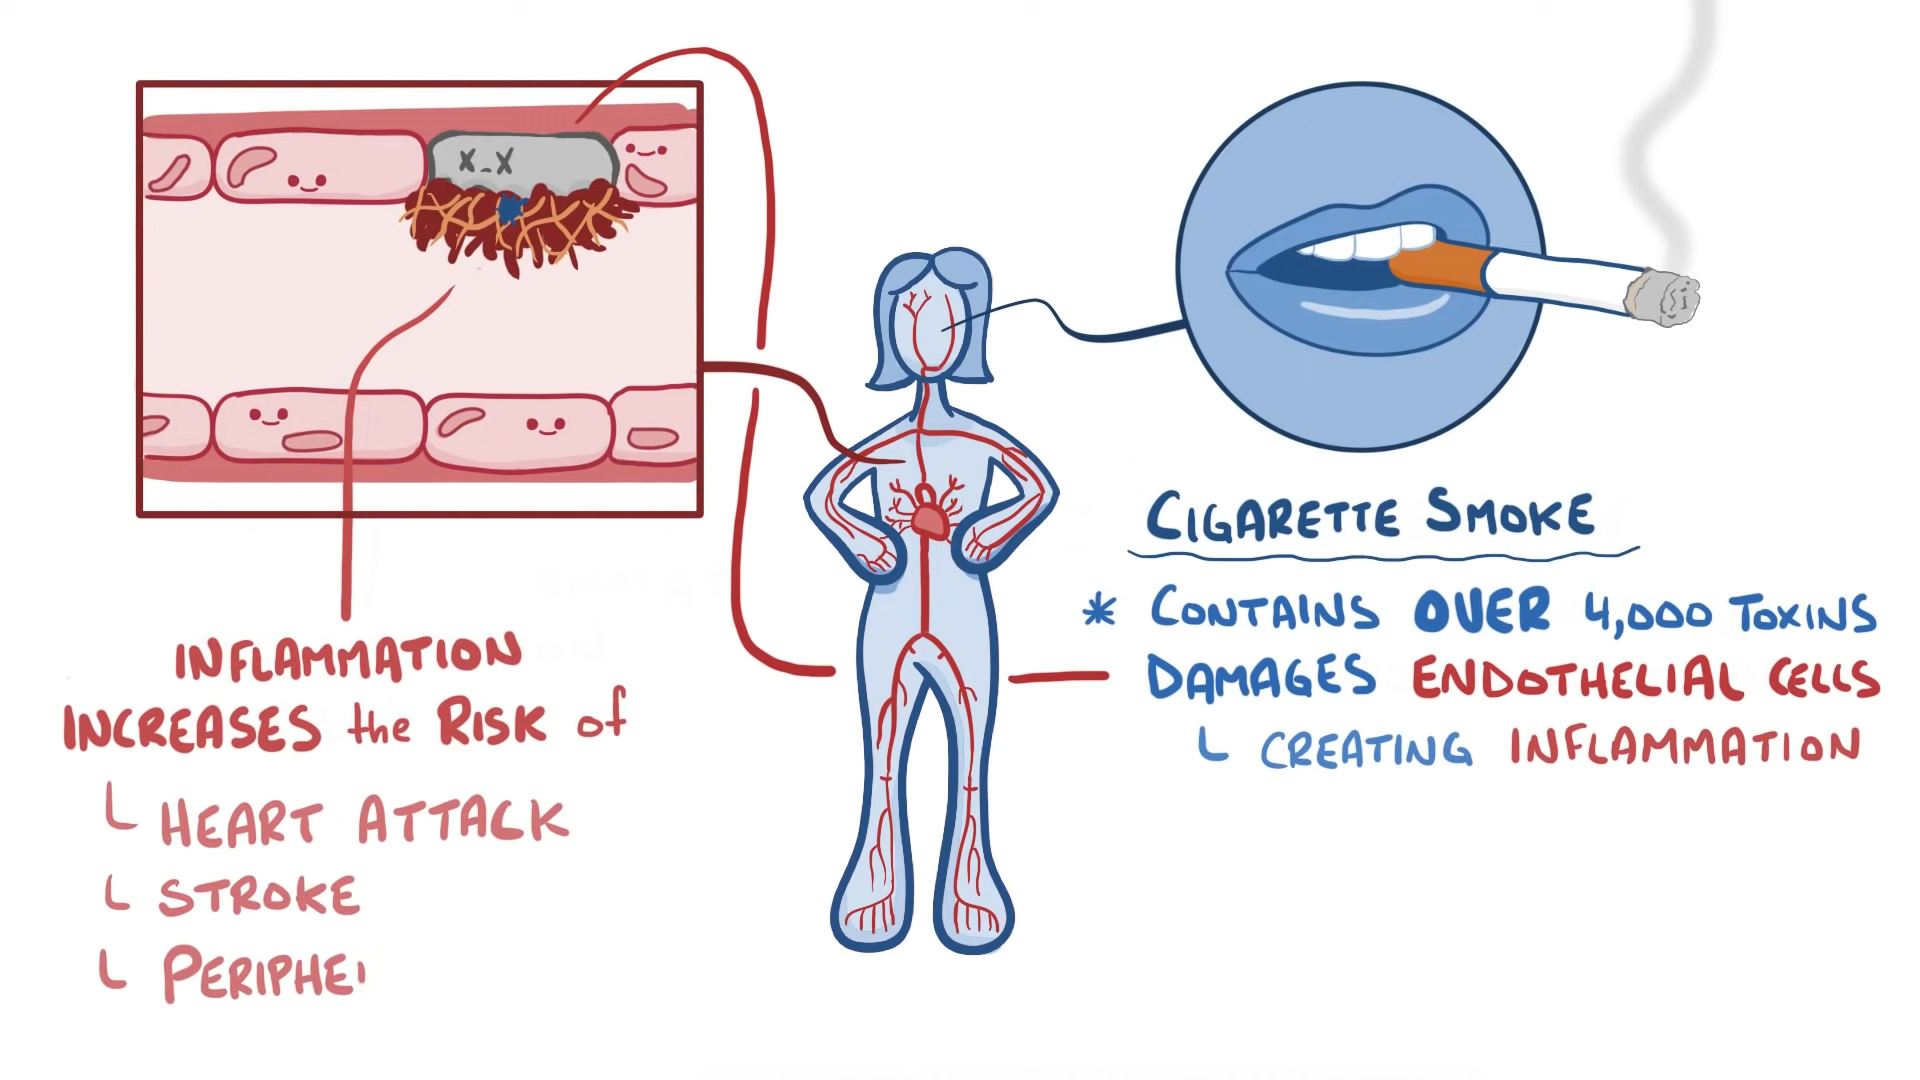 INFLAMMATION
INCREASES the RISK of
HEART ATTACK
STROKE
CIGARETTE SMOKE
* CONTAINS OVER 4,000 TOXINS
DAMAGES ENDOTHELIAL CELLS
CREATING INFLAMMATION